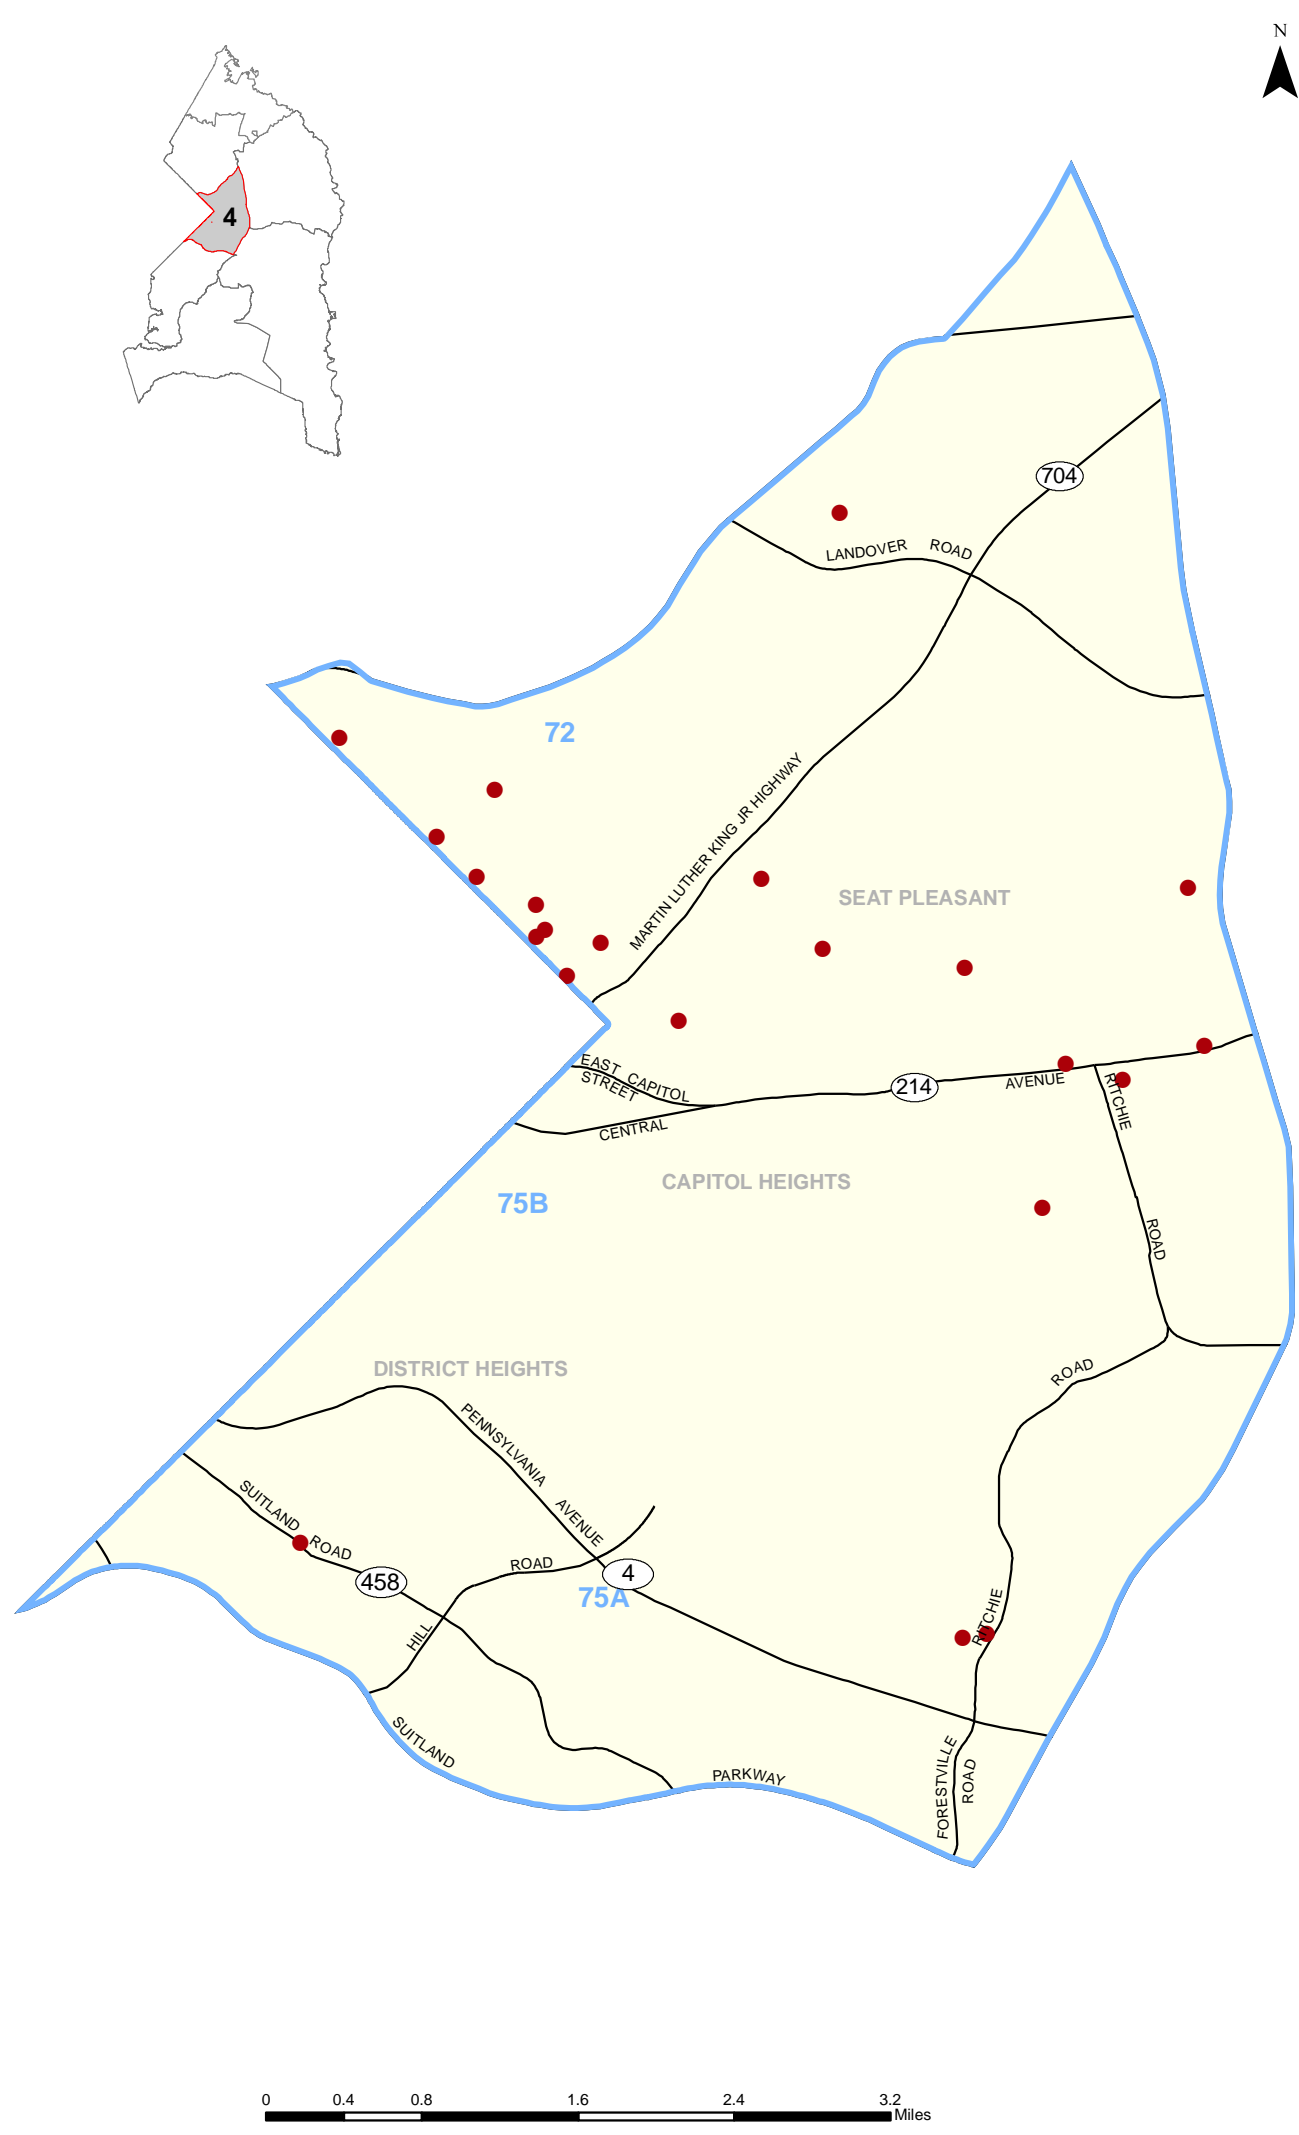 N
4
704
LANDOVER ROAD
72
MARTIN LUTHER KING JR HIGHWAY
SEAT PLEASANT
EAST CAPITOL
STREET
214
AVENUE
RITCHIE
CENTRAL
CAPITOL HEIGHTS
75B
ROAD
DISTRICT HEIGHTS
ROAD
PENNSYLVANIA
AVENUE
SUITLAND
ROAD
ROAD
4
458
75A
HILL
RITCHIE
SUITLAND
PARKWAY
FORESTVILLE
ROAD
0 0.4 0.8 1.6 2.4 3.2
Miles